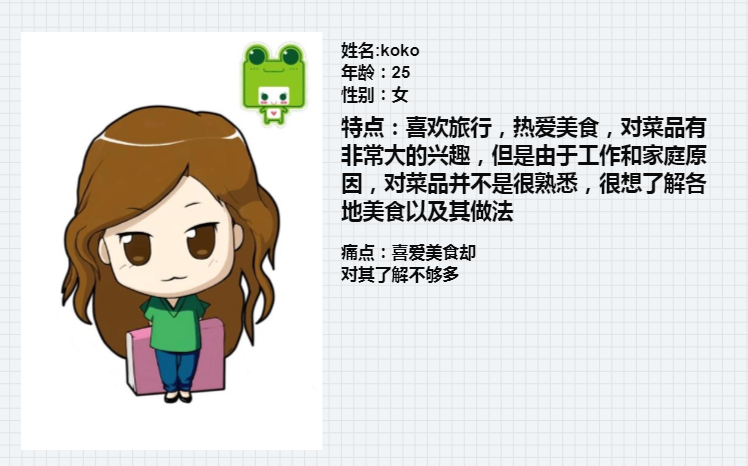 姓名:koko
年龄：25
性别：女
特点：喜欢旅行，热爱美食，对菜品有
非常大的兴趣，但是由于工作和家庭原
因，对菜品并不是很熟悉，很想了解各
地美食以及其做法
痛点：喜爱美食却
对其了解不够多